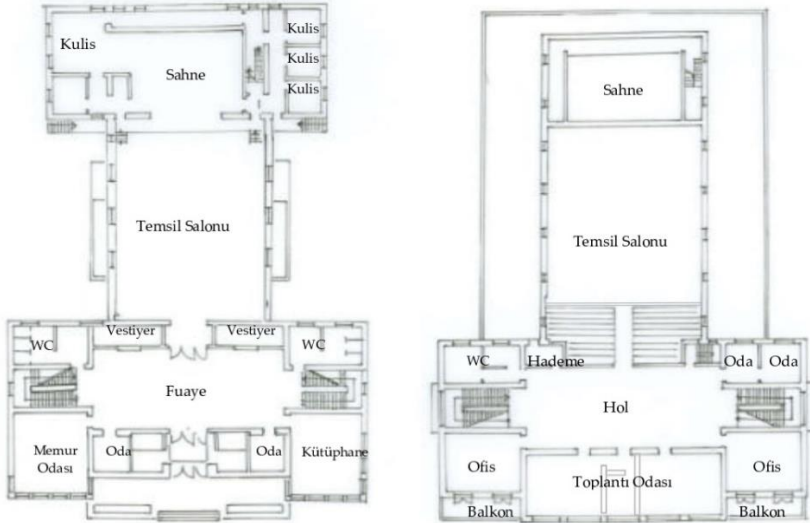 Kulis
Kulis
Sahne
Kulis
Kulis
Temsil Salonu
Vestiyer
Vestiyer
WC
WC
Fuaye
Memur
Odası
Oda
Oda
Kütüphane
Sahne
Temsil Salonu
WC
Hademe
Oda
Oda
Hol
Ofis
Toplantı Odası
Ofis
Balkon
Balkon